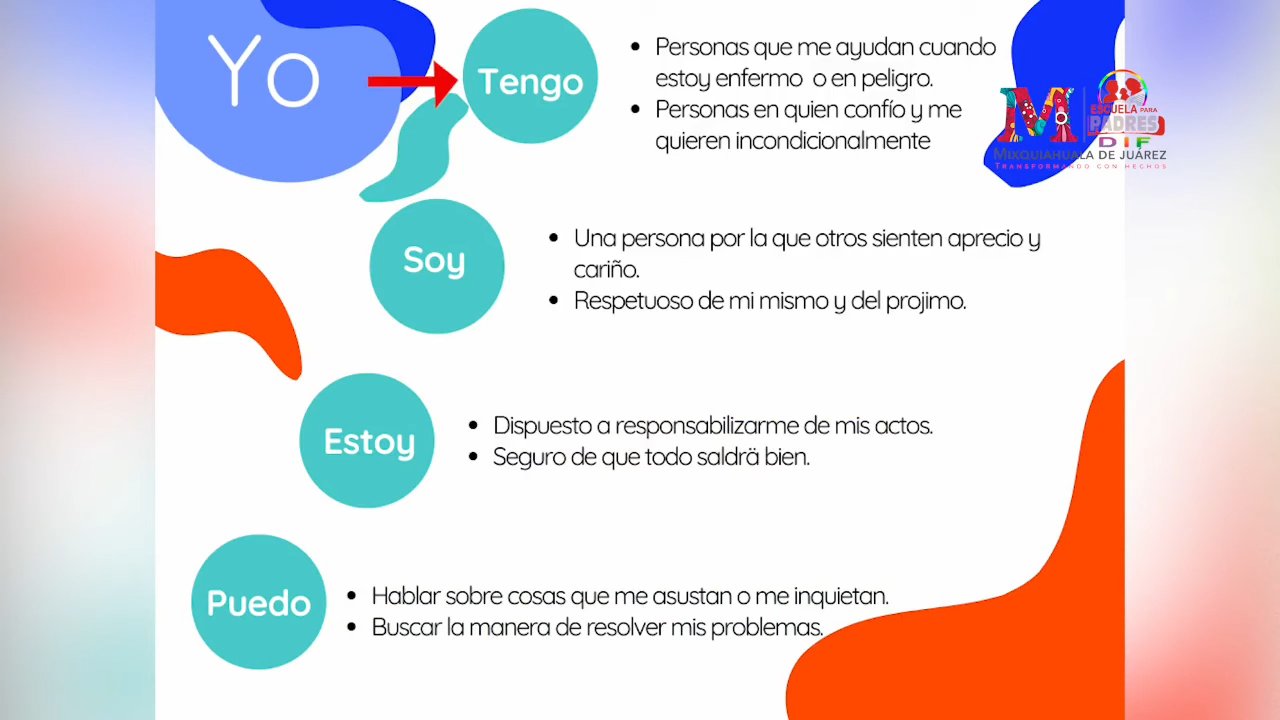 Yo
Tengo
• Personas que me ayudan cuando
estoy enfermo o en peligro.
• Personas en quien confío y me
quieren incondicionalmente
M
ESCUELA PARA
PADRES
DIF
MIXQUIAHUALA DE JUÁREZ
TRANSFORMANDO CON HECHOS
Soy
• Una persona por la que otros sienten aprecio y
cariño.
• Respetuoso de mi mismo y del projimo.
Estoy
• Dispuesto a responsabilizarme de mis actos.
• Seguro de que todo saldrä bien.
Puedo
• Hablar sobre cosas que me asustan o me inquietan.
• Buscar la manera de resolver mis problemas.